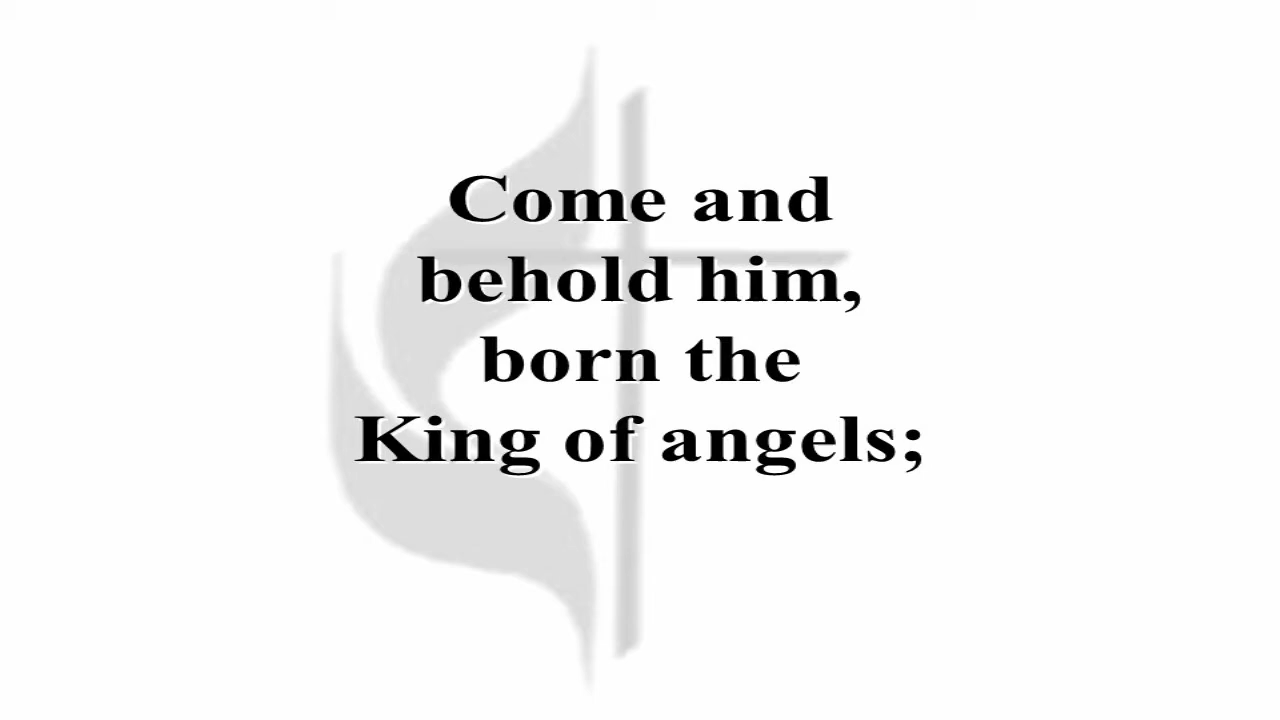 Come and
behold him,
born the
King of angels;